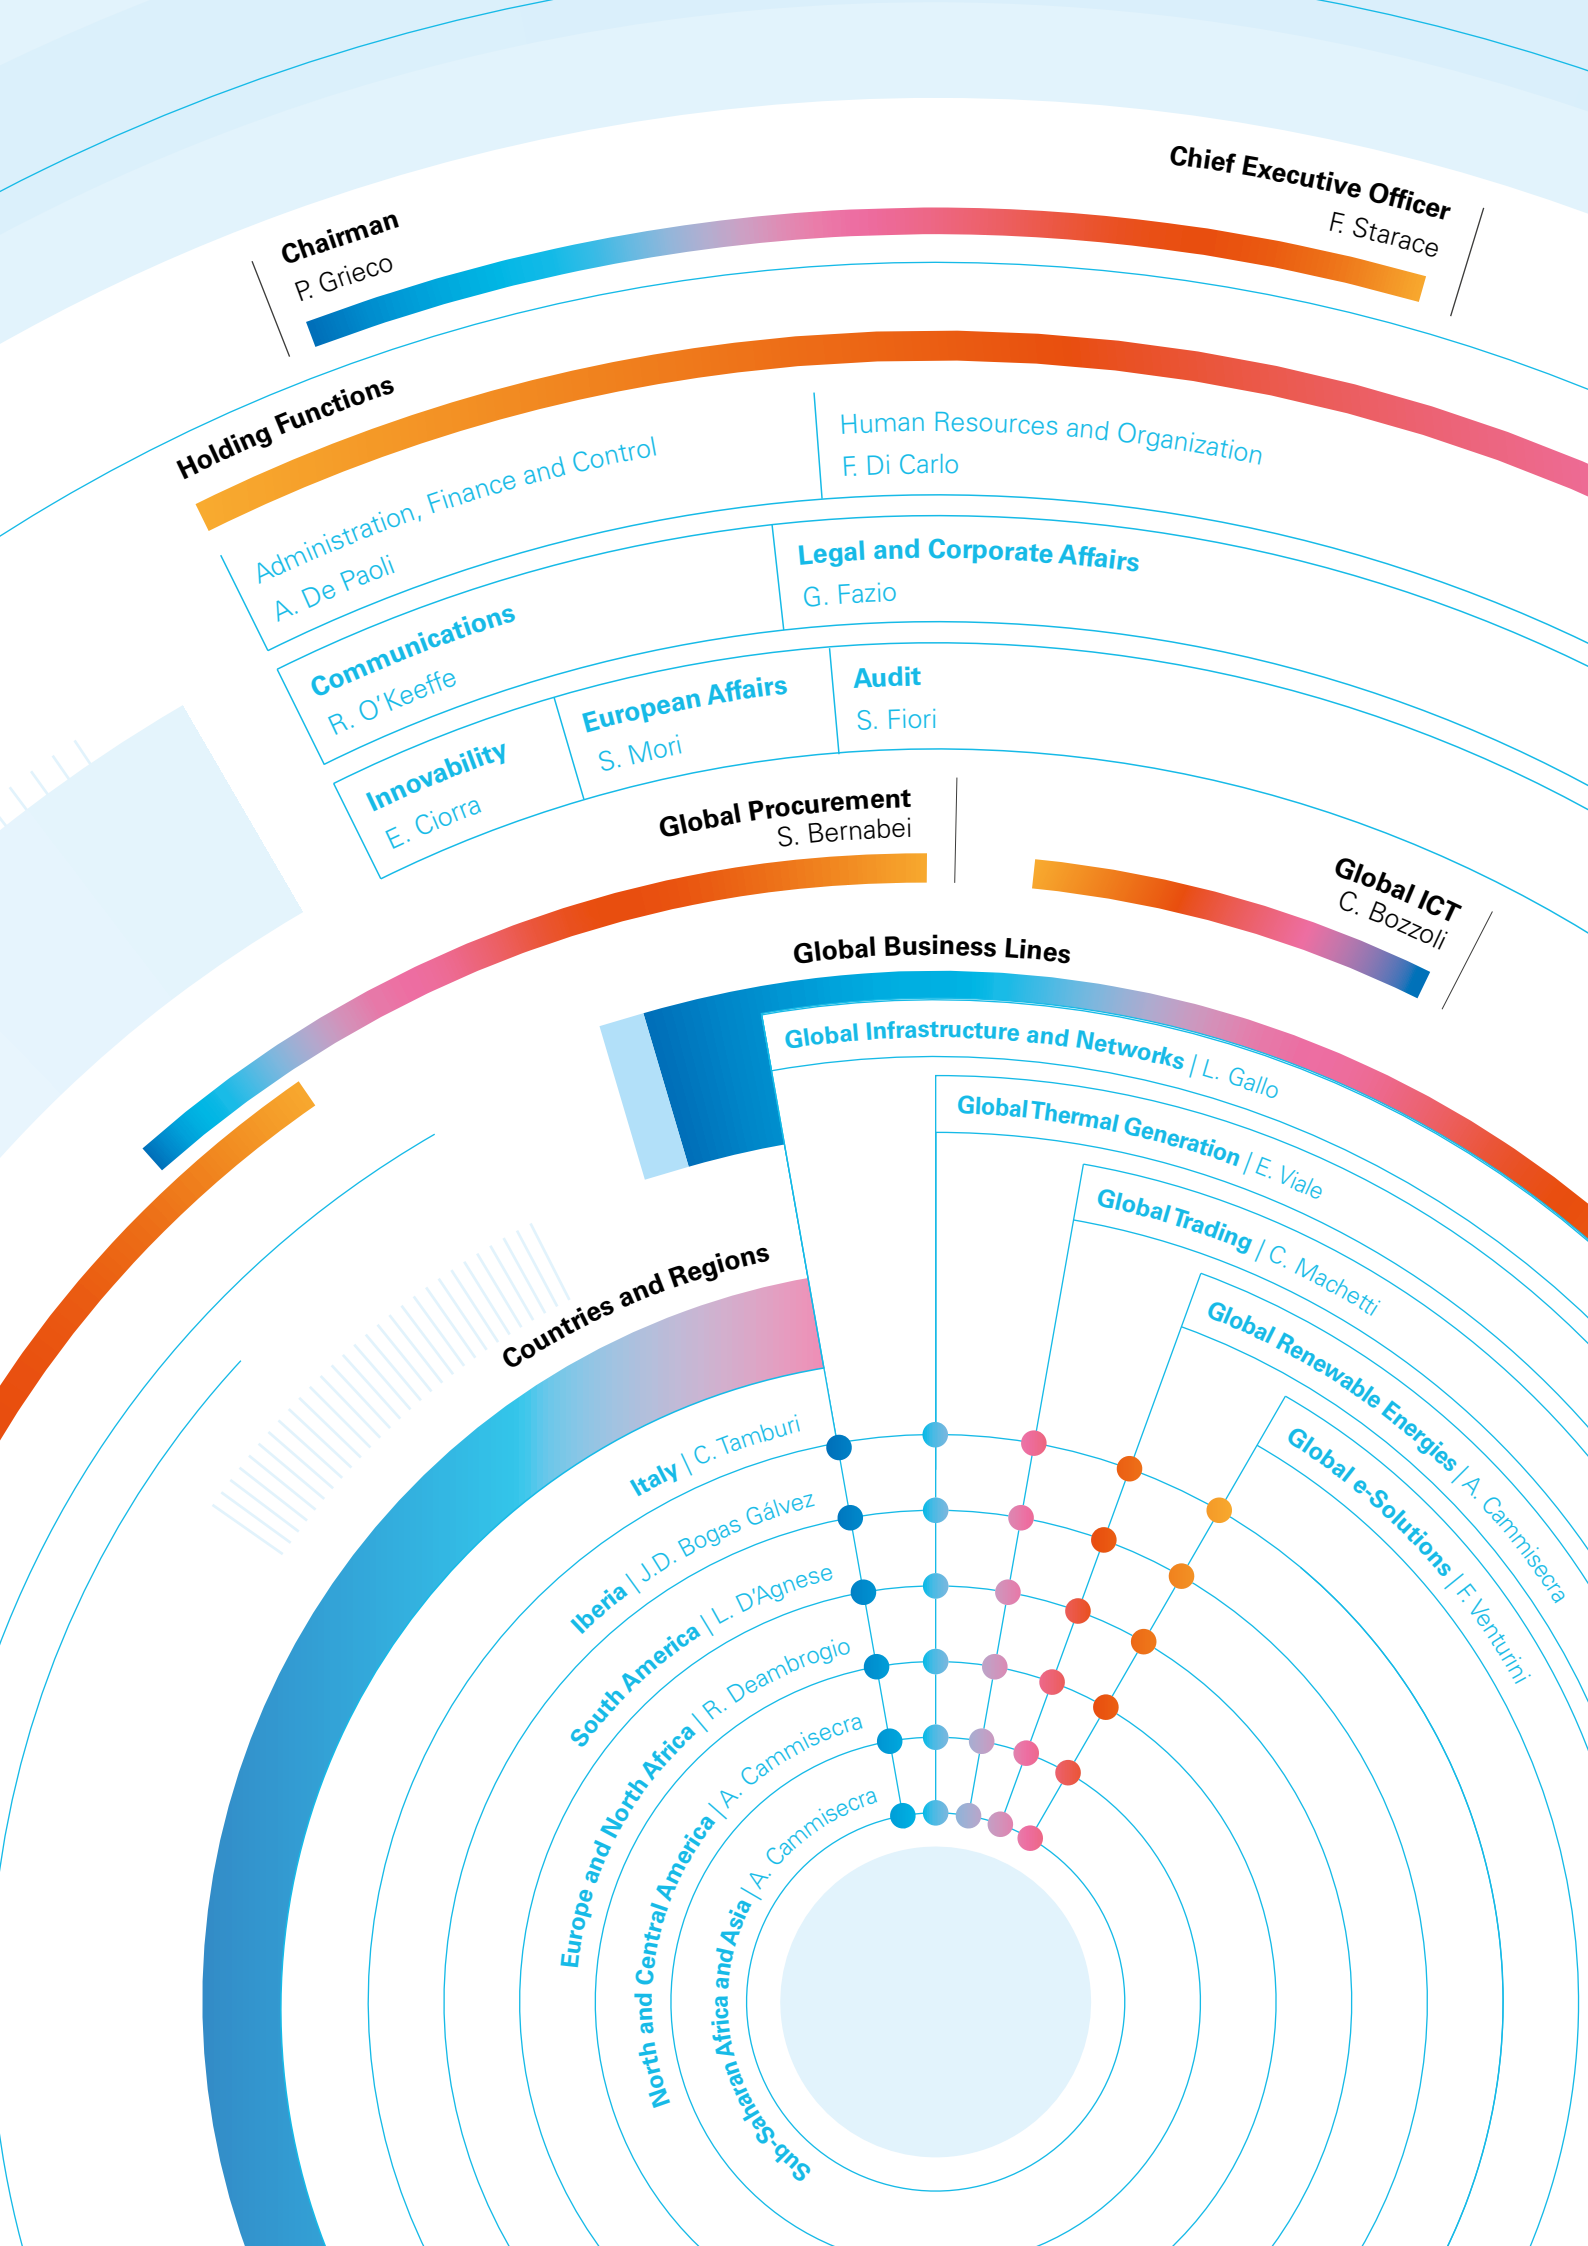 Chairman
P. Grieco
Chief Executive Officer
F. Starace
Holding Functions
Administration, Finance and Control
A. De Paoli
Human Resources and Organization
F. Di Carlo
Communications
R. O'Keeffe
Legal and Corporate Affairs
G. Fazio
Innovability
E. Ciorra
European Affairs
S. Mori
Audit
S. Fiori
Global Procurement
S. Bernabei
Global ICT
C. Bozzoli
Global Business Lines
Global Infrastructure and Networks | L. Gallo
Global Thermal Generation | E. Viale
Global Trading | C. Machetti
Global Renewable Energies | A. Cammisecra
Global e-Solutions | F. Venturini
Countries and Regions
Italy | C. Tamburi
Iberia | J.D. Bogas Gálvez
South America | L. D'Agnese
Europe and North Africa | R. Deambrogio
North and Central America | A. Cammisecra
Sub-Saharan Africa and Asia | A. Cammisecra